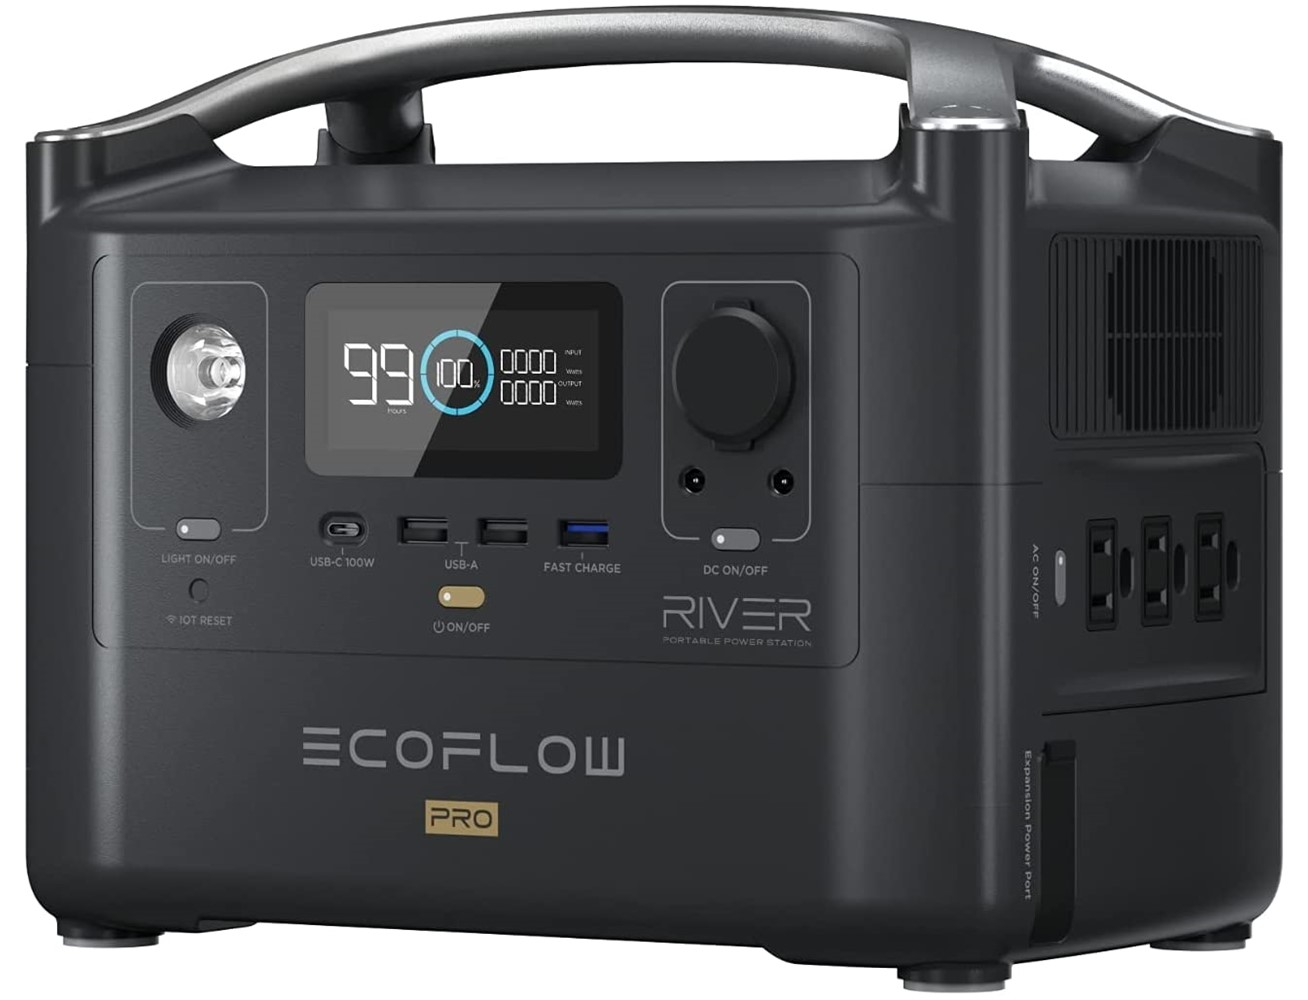 99
Hours
100%
0000
INPUT
Watts
0000
OUTPUT
Watts
LIGHT ON/OFF
IOT RESET
USB-C 100W
USB-A
FAST CHARGE
ON/OFF
DC ON/OFF
RIVER
PORTABLE POWER STATION
ECOFLOW
PRO
AC ON/OFF
Expansion Power Port